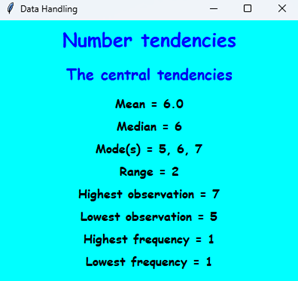 Data Handling
Number tendencies
The central tendencies
Mean = 6.0
Median = 6
Mode(s) = 5, 6, 7
Range = 2
Highest observation = 7
Lowest observation = 5
Highest frequency = 1
Lowest frequency = 1